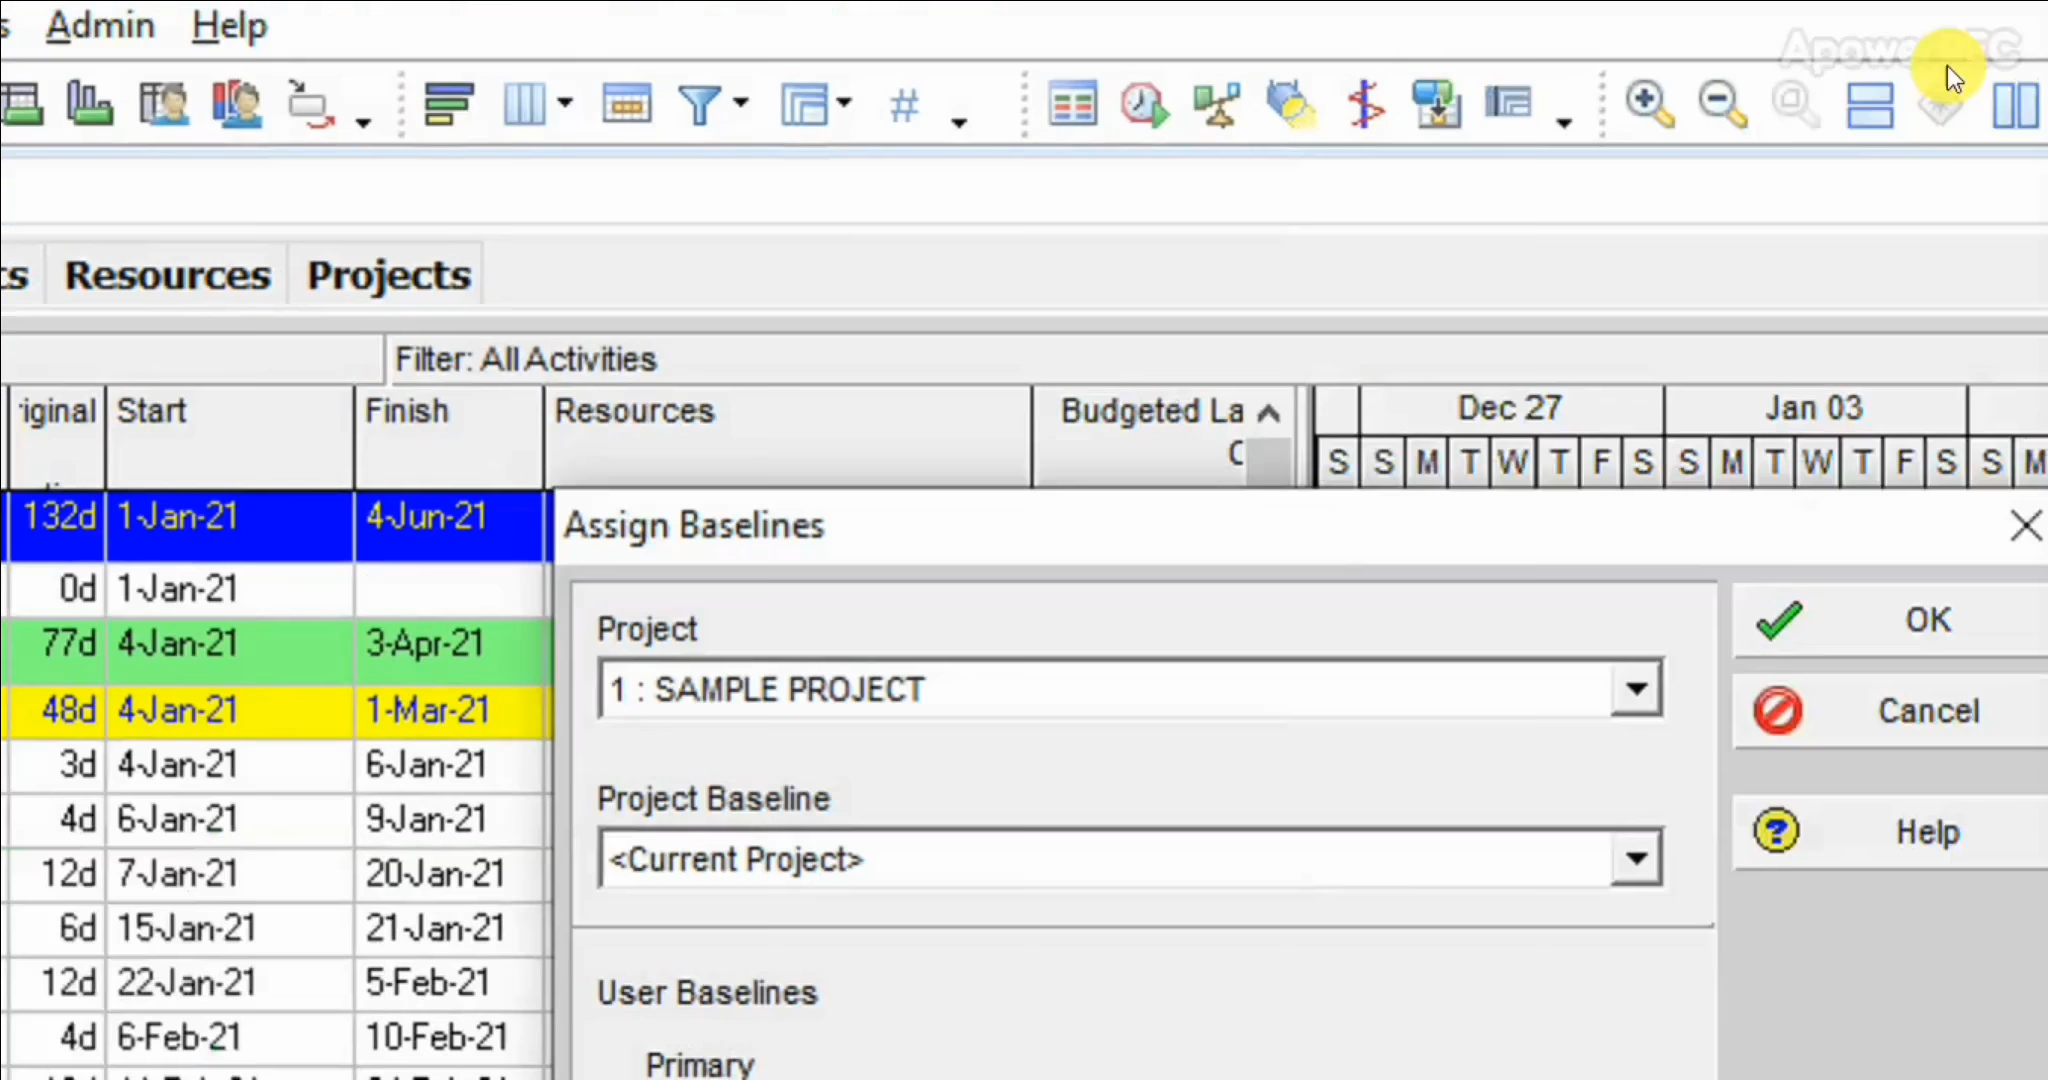 Admin Help
#
Resources Projects
Filter: All Activities
Start Finish Resources Budgeted La Dec 27 Jan 03
S S M T W T F S S M T W T F S S M
132d 1-Jan-21 4-Jun-21
Assign Baselines
0d 1-Jan-21
OK
Project
77d 4-Jan-21 3-Apr-21
1 : SAMPLE PROJECT
48d 4-Jan-21 1-Mar-21
Cancel
3d 4-Jan-21 6-Jan-21
Project Baseline
4d 6-Jan-21 9-Jan-21
Help
<Current Project>
12d 7-Jan-21 20-Jan-21
6d 15-Jan-21 21-Jan-21
12d 22-Jan-21 5-Feb-21
User Baselines
4d 6-Feb-21 10-Feb-21
Primary